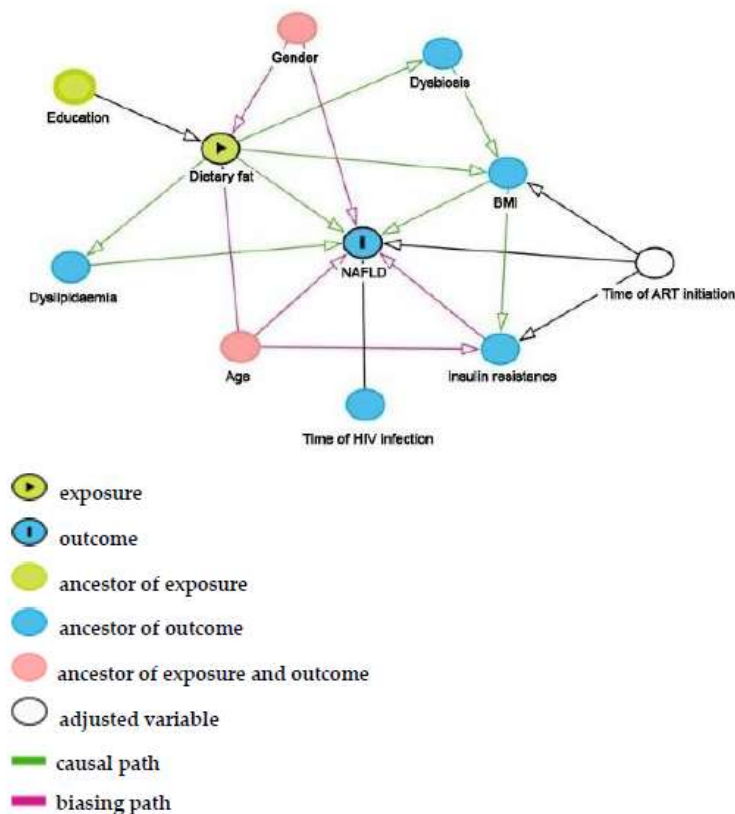 Gender
Dysbiosis
Education
Dietary fat
BMI
NAFLD
Dyslipidaemia
Time of ART initiation
Age
Insulin resistance
Time of HIV infection
exposure
outcome
ancestor of exposure
ancestor of outcome
ancestor of exposure and outcome
adjusted variable
causal path
biasing path